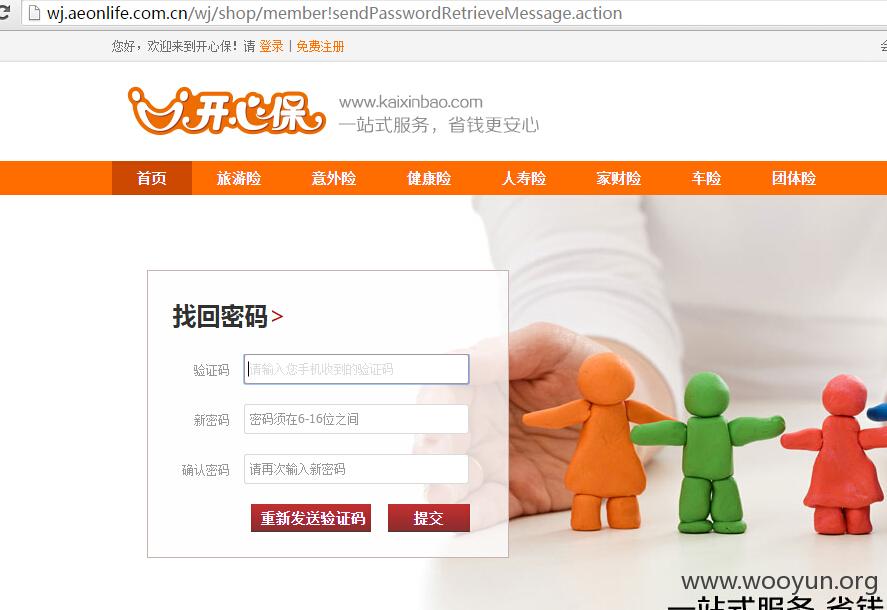 wj.aeonlife.com.cn/wj/shop/member!sendPasswordRetrieveMessage.action
您好，欢迎来到开心保！请 登录 | 免费注册
开心保
www.kaixinbao.com
一站式服务，省钱更安心
首页 旅游险 意外险 健康险 人寿险 家财险 车险 团体险
找回密码>
验证码 请输入您手机收到的验证码
新密码 密码须在6-16位之间
确认密码 请再次输入新密码
重新发送验证码 提交
www.wooyun.org
一站式服务 省钱